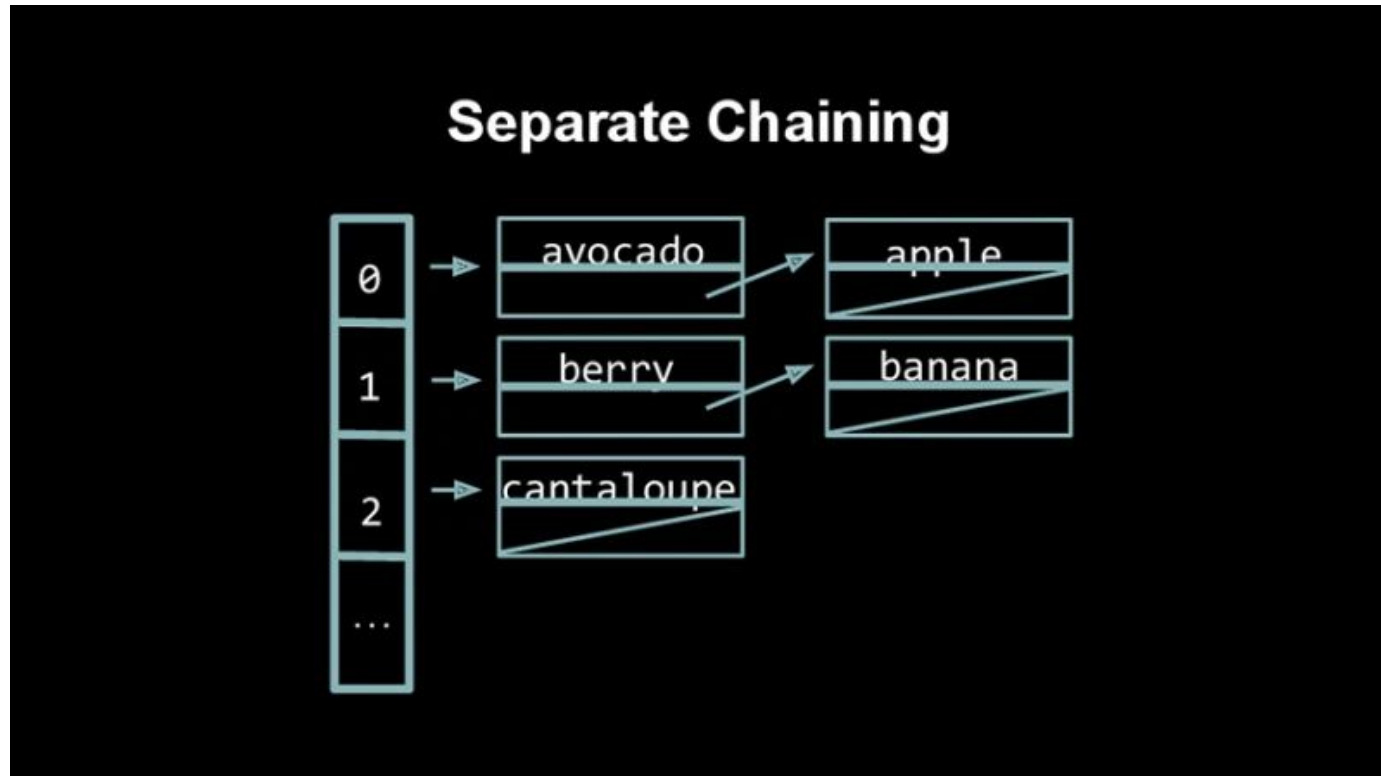 Separate Chaining
0
avocado
apple
1
berry
banana
2
cantaloupe
...